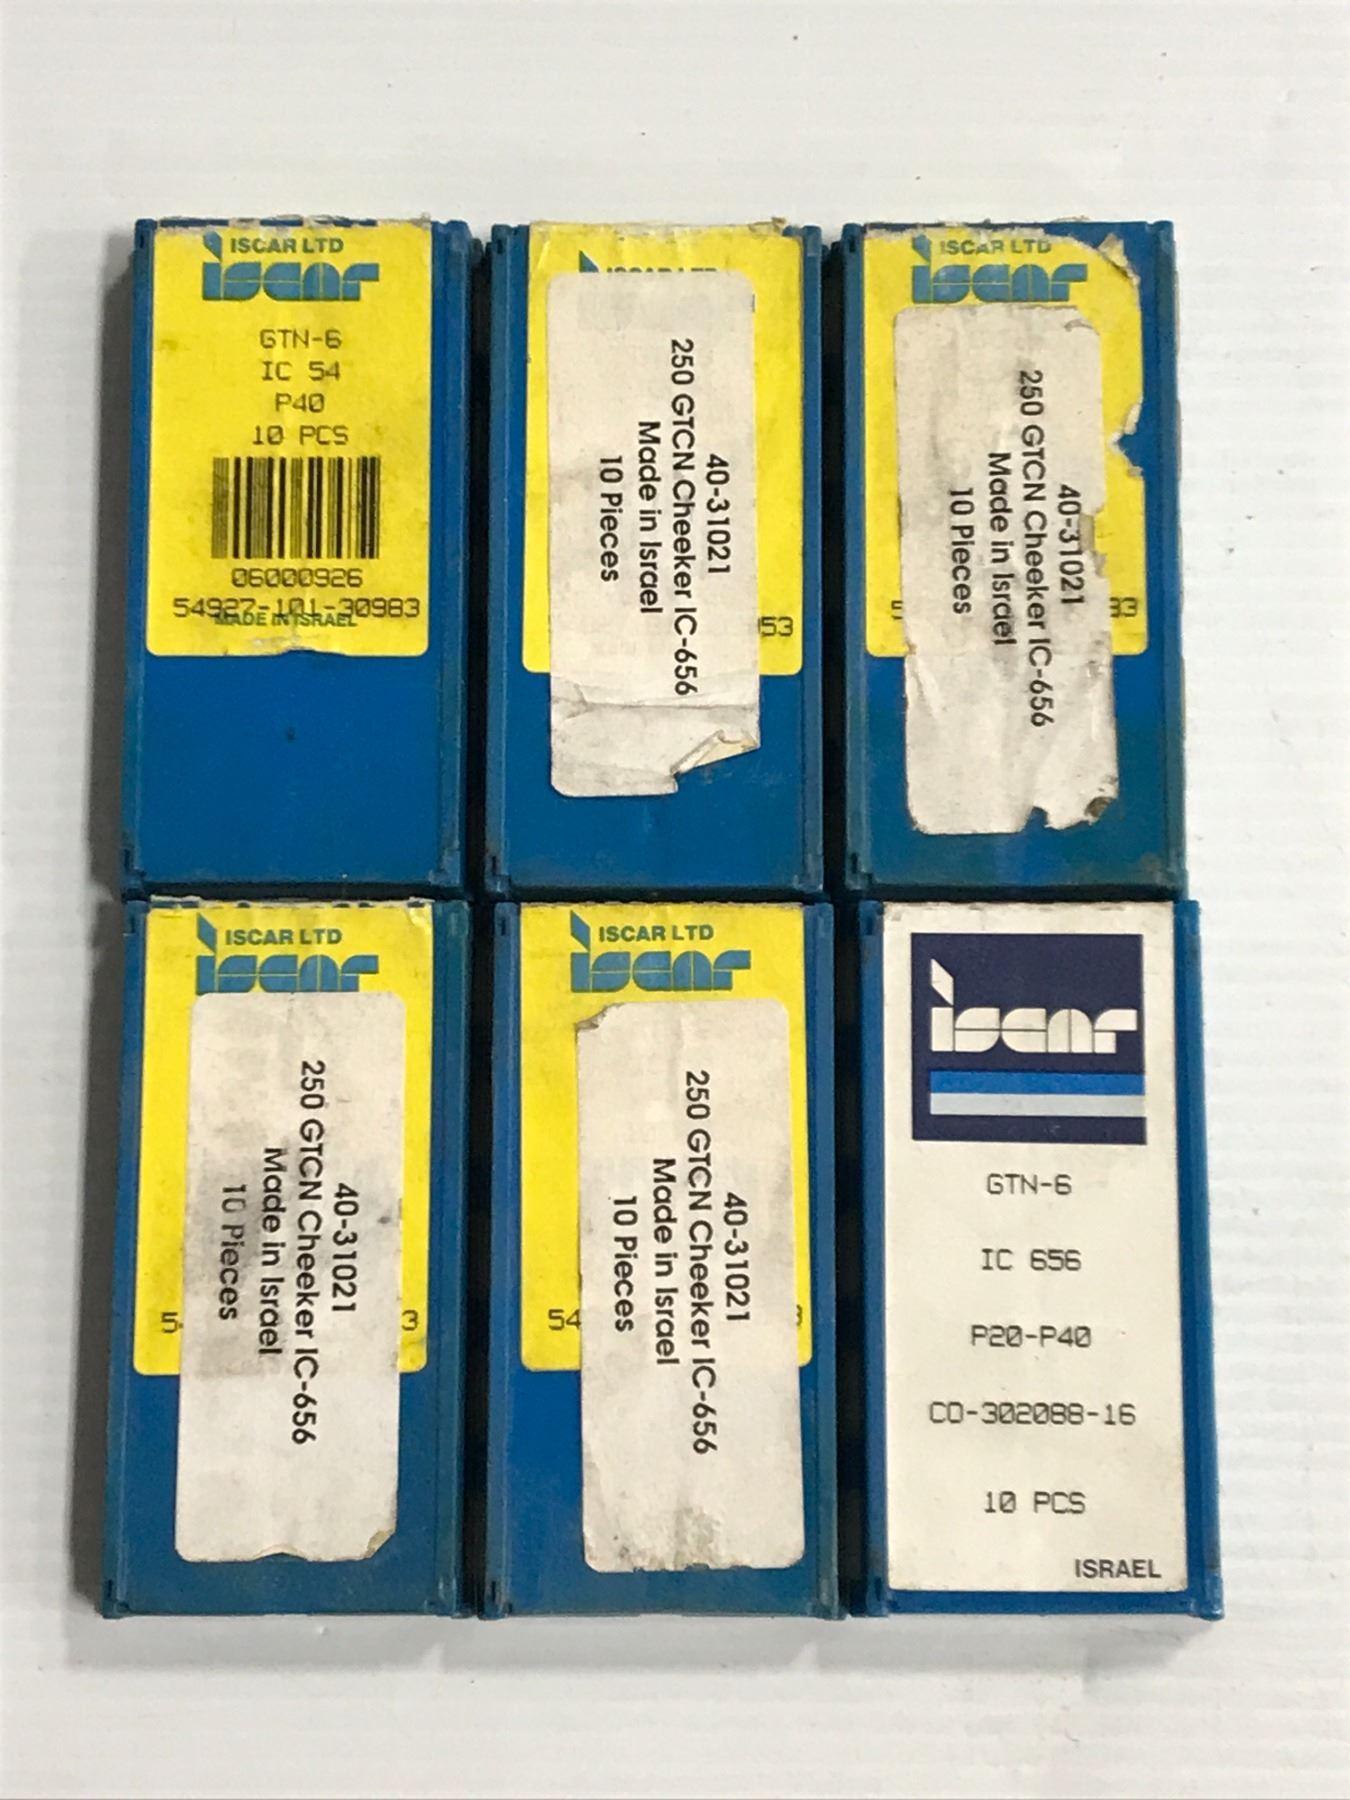 ISCAR LTD
iscar
GTN-6
IC 54
P40
10 PCS
06000926
54927-101-30983
MADE IN ISRAEL
40-31021
250 GTCN Cheeker IC-656
Made in Israel
10 Pieces
53
ISCAR LTD
iscar
40-31021
250 GTCN Cheeker IC-656
Made in Israel
10 Pieces
ISCAR LTD
iscar
40-31021
250 GTCN Cheeker IC-656
Made in Israel
10 Pieces
ISCAR LTD
iscar
40-31021
250 GTCN Cheeker IC-656
Made in Israel
10 Pieces
54
iscar
GTN-6
IC 656
P20-P40
CO-302088-16
10 PCS
ISRAEL